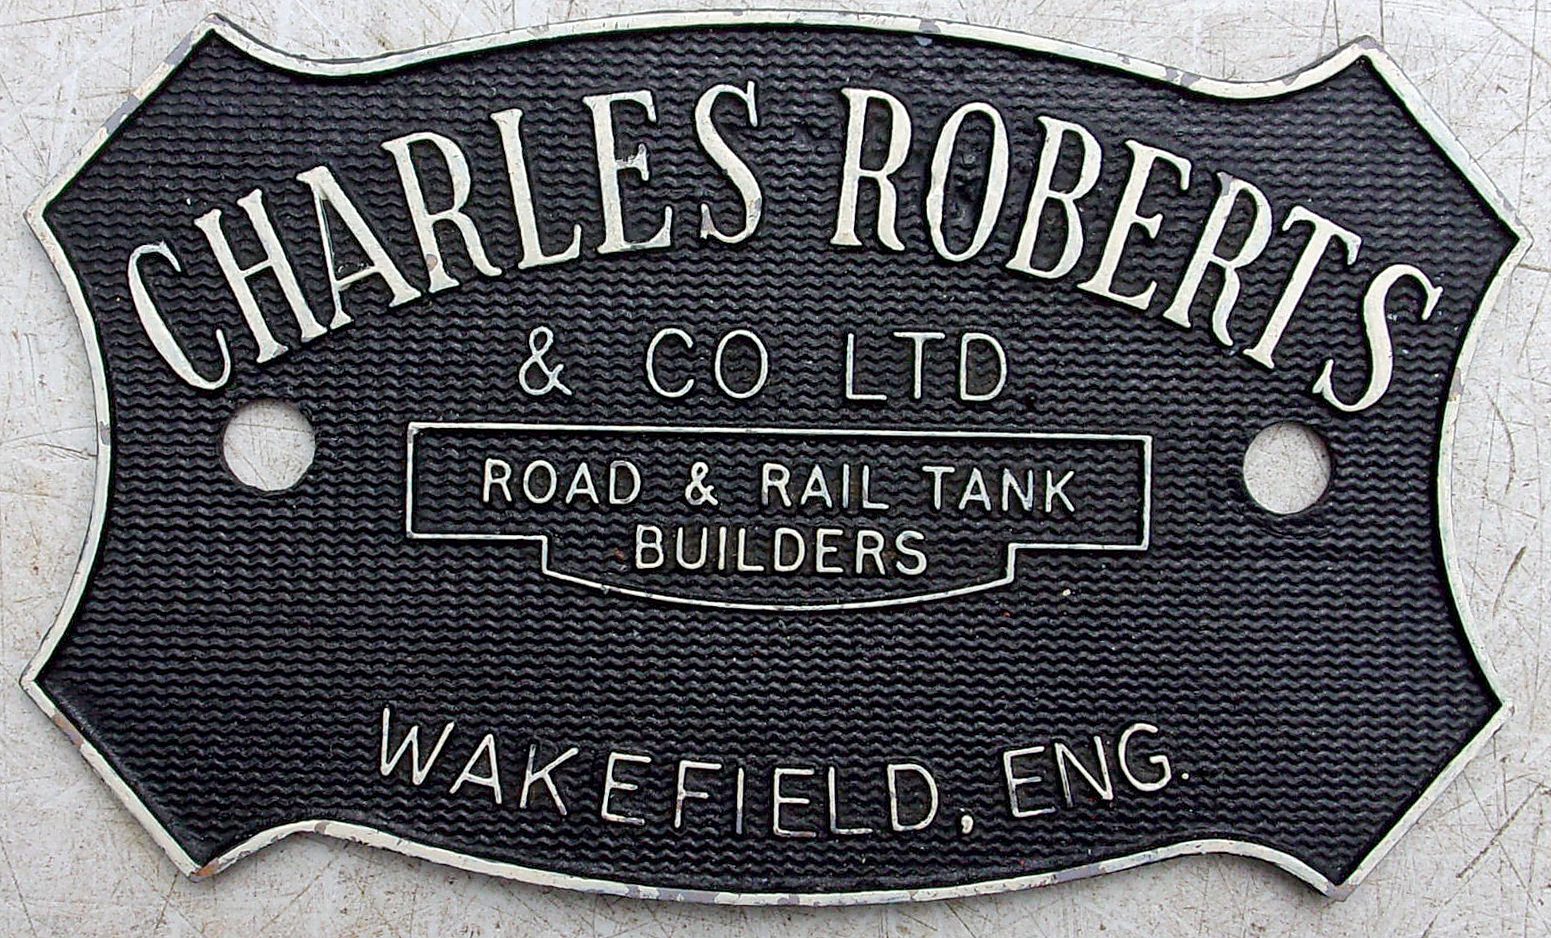 CHARLES ROBERTS
& CO LTD
ROAD & RAIL TANK
BUILDERS
WAKEFIELD, ENG.